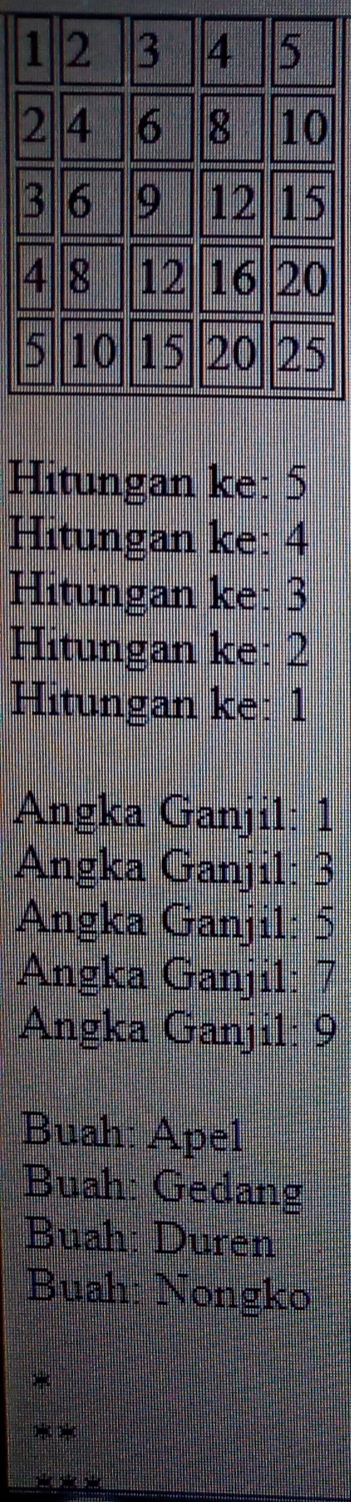 1 2 3 4 5
2 4 6 8 10
3 6 9 12 15
4 8 12 16 20
5 10 15 20 25
Hitungan ke: 5
Hitungan ke: 4
Hitungan ke: 3
Hitungan ke: 2
Hitungan ke: 1
Angka Ganjil: 1
Angka Ganjil: 3
Angka Ganjil: 5
Angka Ganjil: 7
Angka Ganjil: 9
Buah: Apel
Buah: Gedang
Buah: Duren
Buah: Nongko
*
**
***